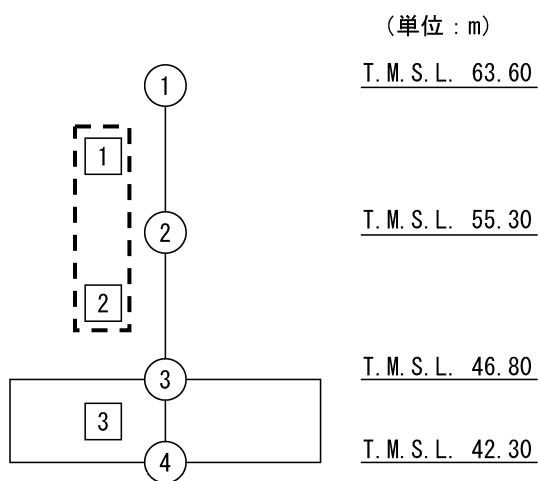 (単位：m)
① T.M.S.L. 63.60
1
② T.M.S.L. 55.30
2
③ T.M.S.L. 46.80
3
④ T.M.S.L. 42.30